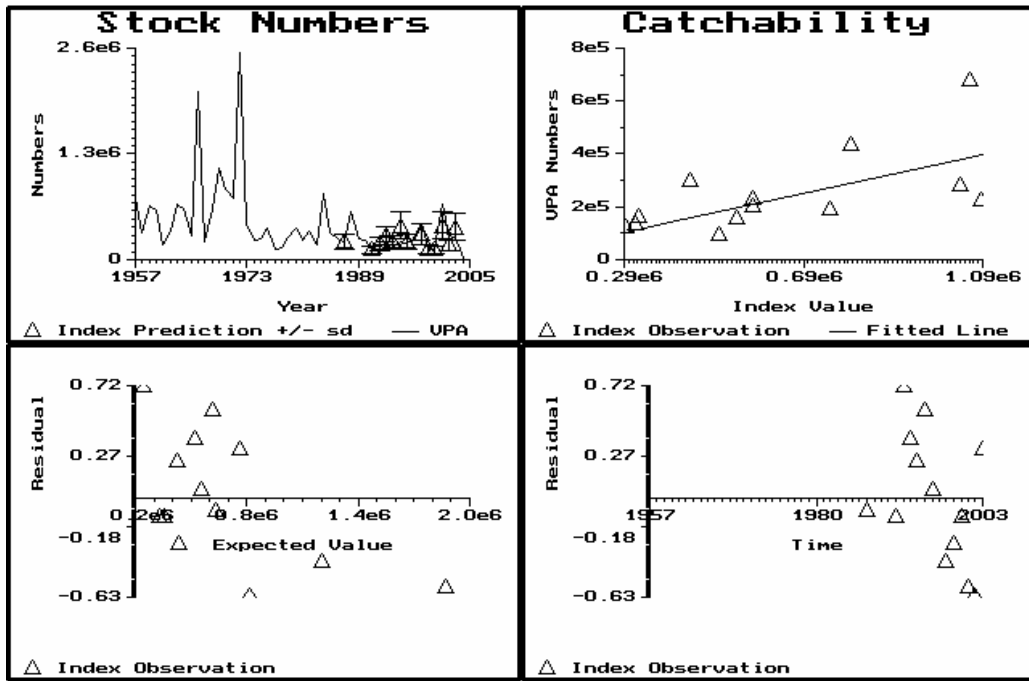 Stock Numbers
2.6e6
1.3e6
0
Numbers
1957 1973 1989 2005
Year
Index Prediction +/- sd VPA
Catchability
8e5
6e5
4e5
2e5
0
VPA Numbers
0.29e6 0.69e6 1.09e6
Index Value
Index Observation Fitted Line
0.72
0.27
-0.18
-0.63
Residual
0.2e6 0.8e6 1.4e6 2.0e6
Expected Value
Index Observation
0.72
0.27
-0.18
-0.63
Residual
1957 1980 2003
Time
Index Observation